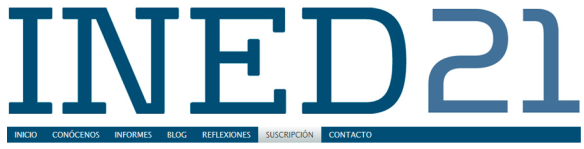 INED21
INICIO CONÓCENOS INFORMES BLOG REFLEXIONES SUSCRIPCIÓN CONTACTO